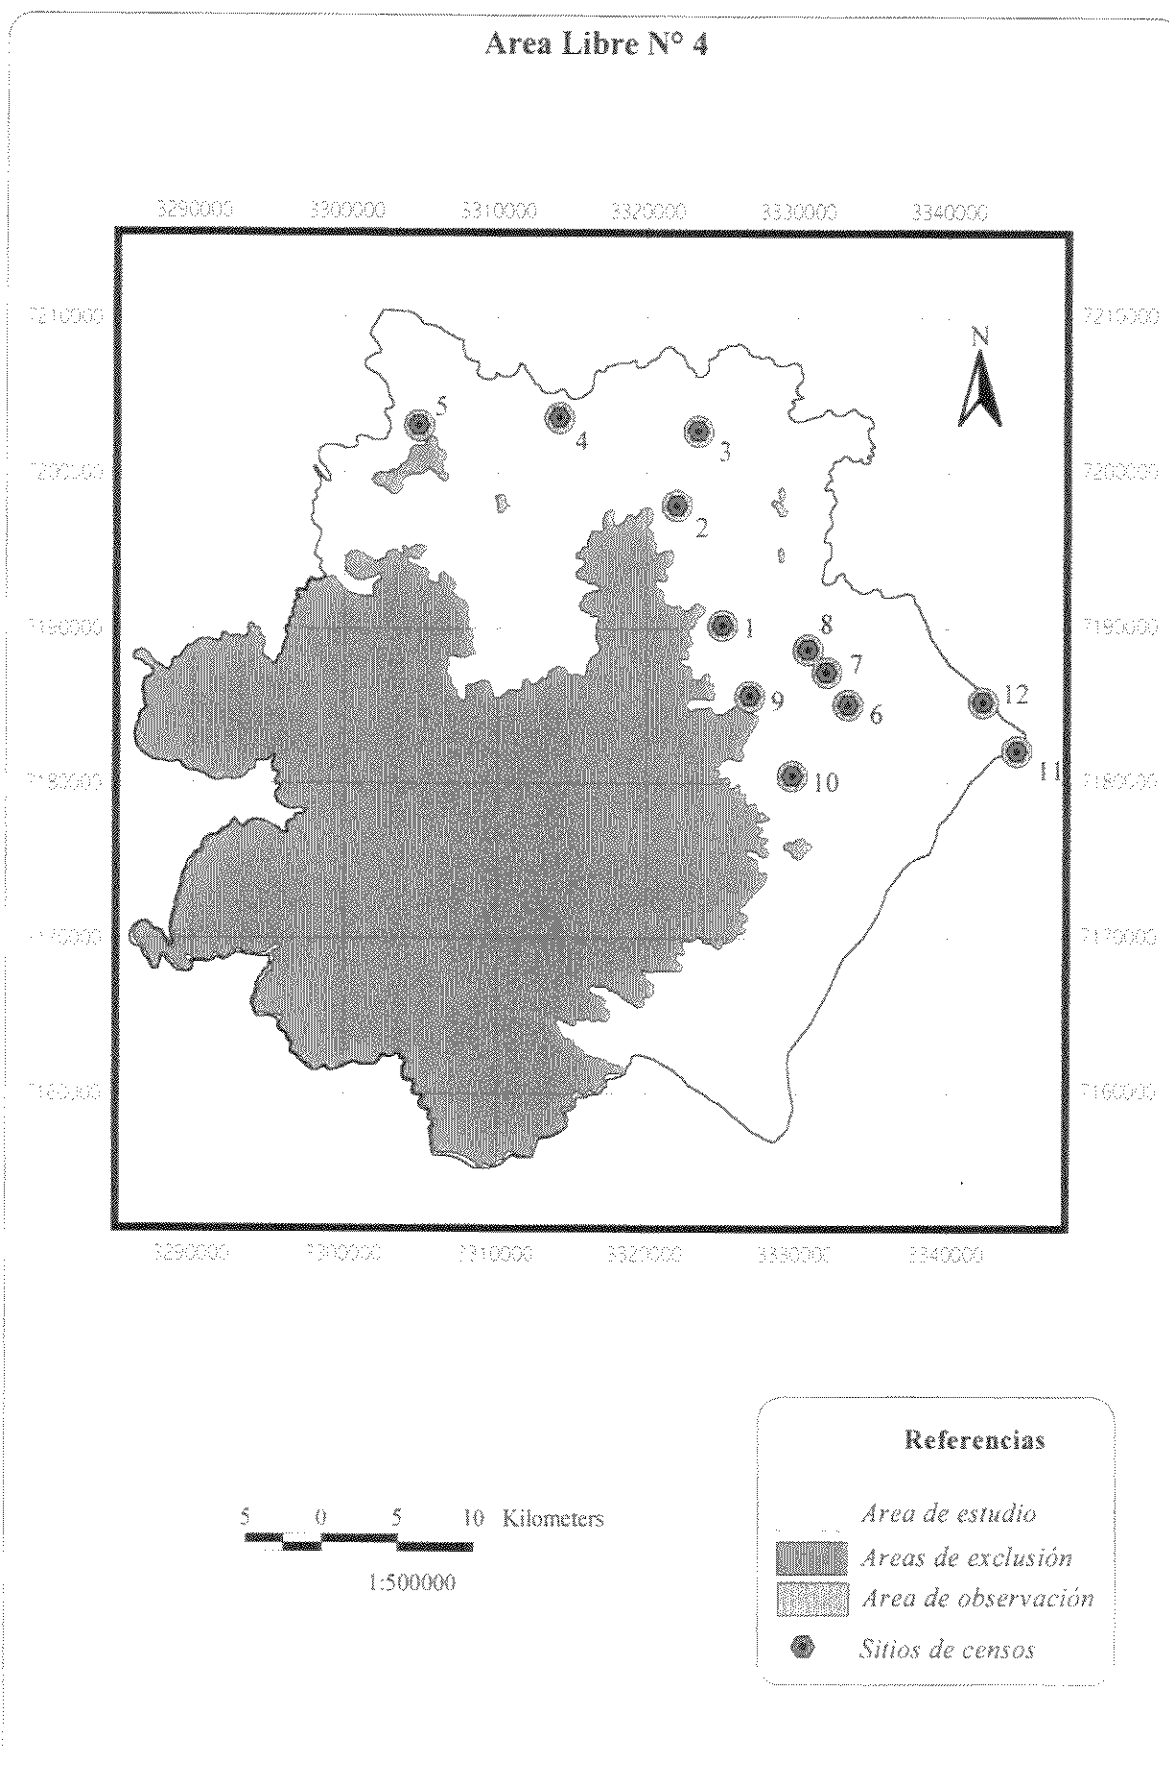 Area Libre N° 4
3290000 3300000 3310000 3320000 3330000 3340000
7210000 7210000
N
5
4
3
7200000 7200000
2
7190000 7190000
1
8
7
9
6
12
11
10
7180000 7180000
7170000 7170000
7160000 7160000
3290000 3300000 3310000 3320000 3330000 3340000
Referencias
5 0 5 10 Kilometers
Area de estudio
Areas de exclusión
1:500000
Area de observación
Sitios de censos